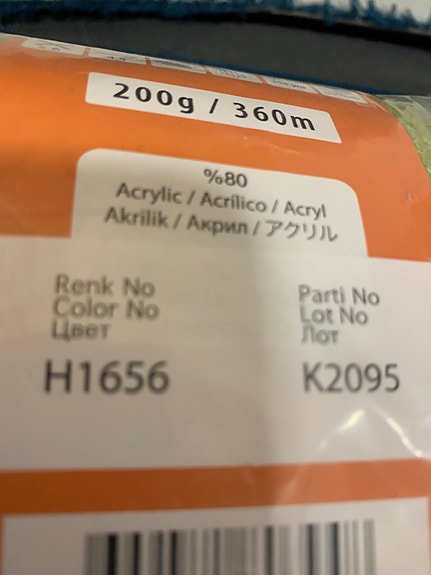 200g / 360m
%80
Acrylic / Acrílico / Acryl
Akrilik / Акрил / アクリル
Renk No
Color No
Цвет
H1656
Parti No
Lot No
Лот
K2095